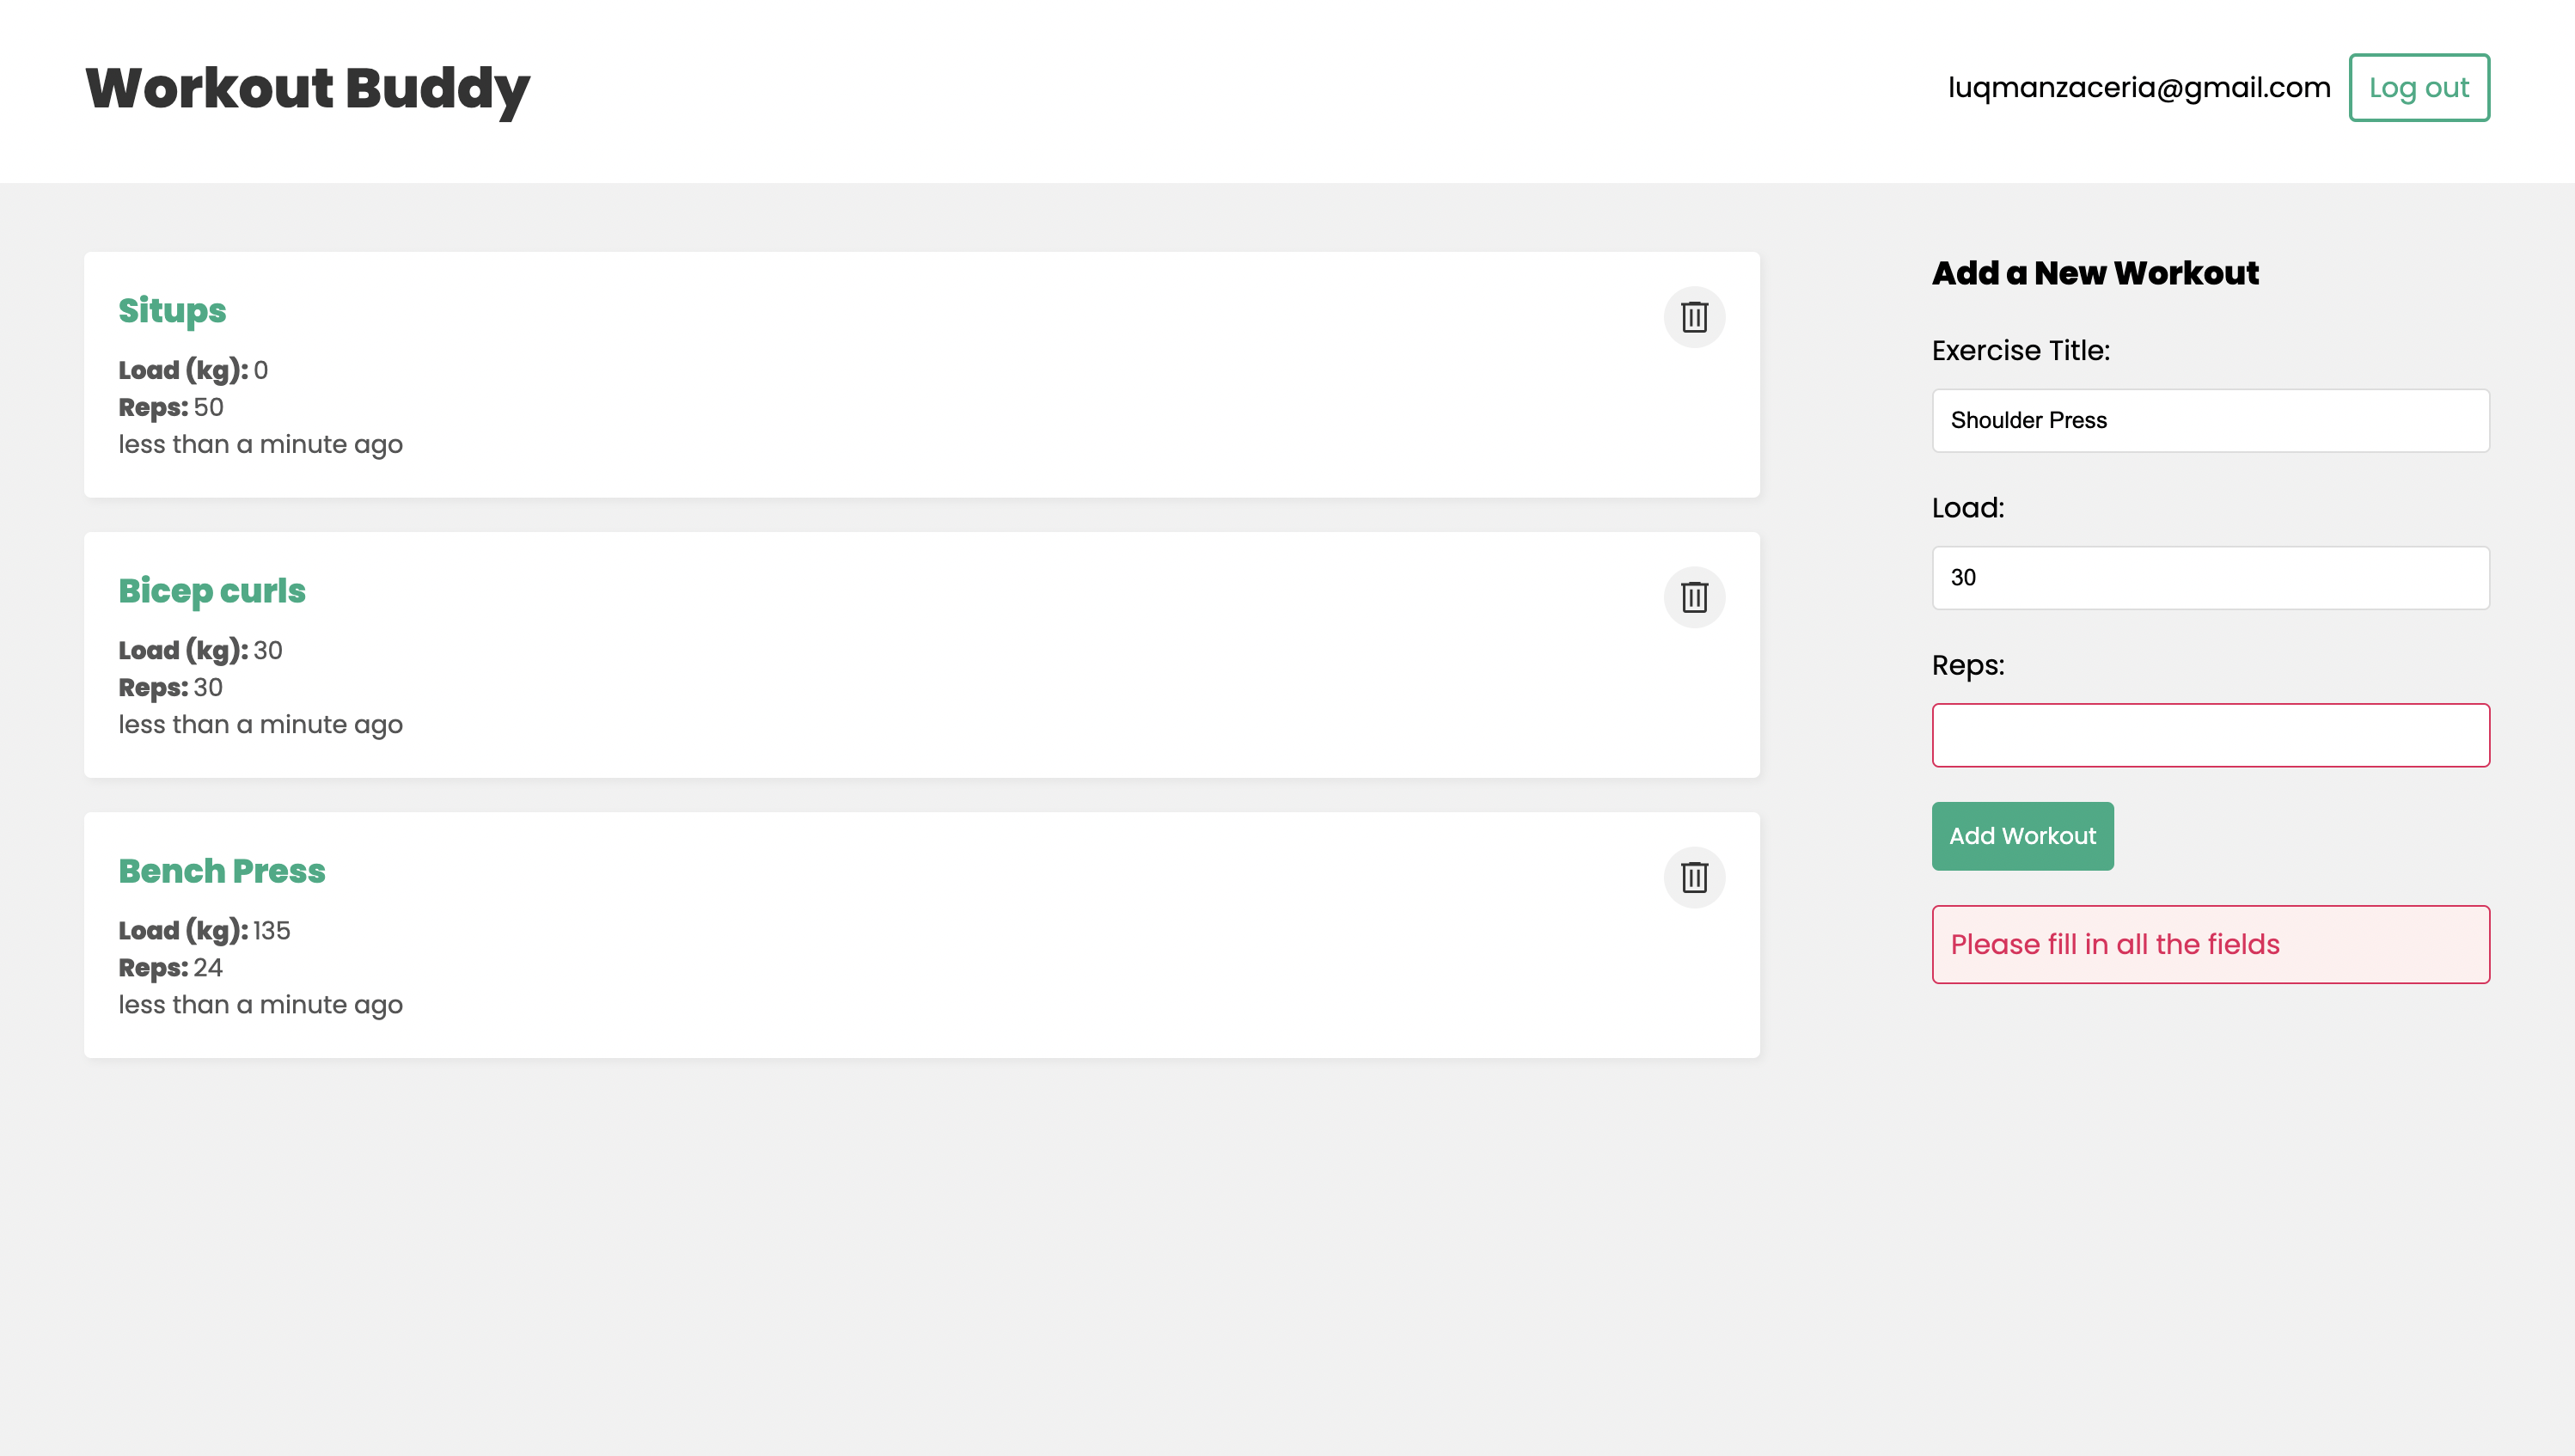 Workout Buddy
luqmanzaceria@gmail.com
Log out
Situps
Load (kg): 0
Reps: 50
less than a minute ago
Bicep curls
Load (kg): 30
Reps: 30
less than a minute ago
Bench Press
Load (kg): 135
Reps: 24
less than a minute ago
Add a New Workout
Exercise Title:
Shoulder Press
Load:
30
Reps:
Add Workout
Please fill in all the fields